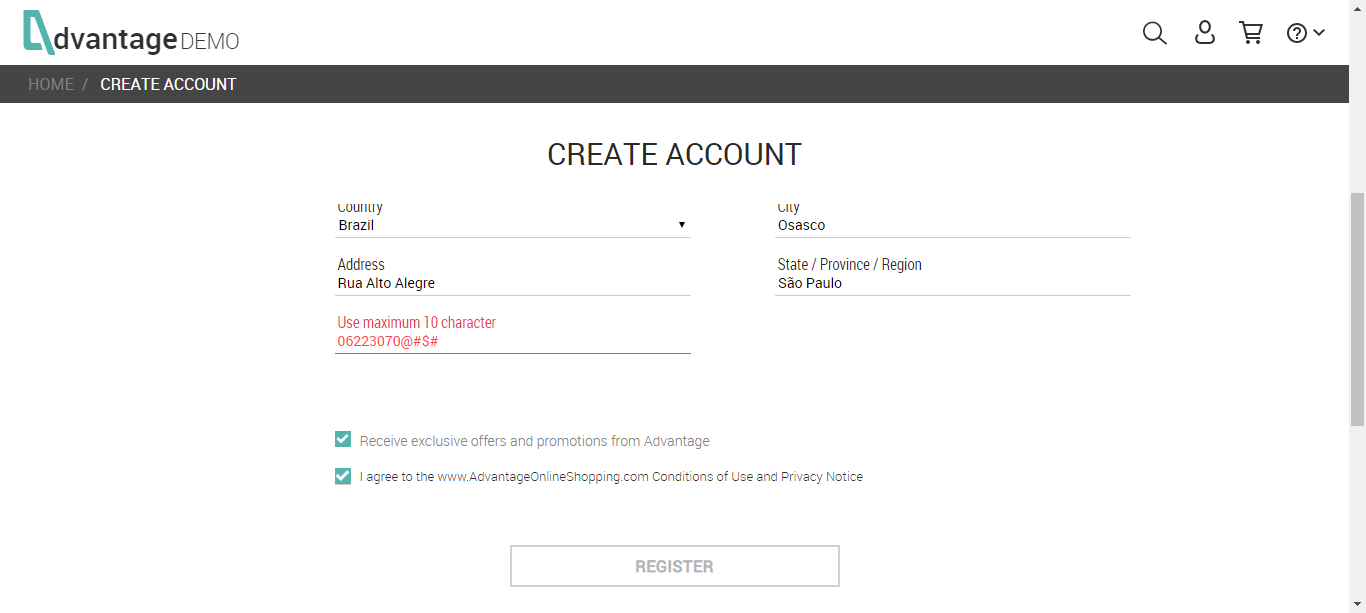 dvantage DEMO
HOME / CREATE ACCOUNT
CREATE ACCOUNT
Country
Brazil
City
Osasco
Address
Rua Alto Alegre
State / Province / Region
São Paulo
Use maximum 10 character
06223070@#$#
Receive exclusive offers and promotions from Advantage
I agree to the www.AdvantageOnlineShopping.com Conditions of Use and Privacy Notice
REGISTER